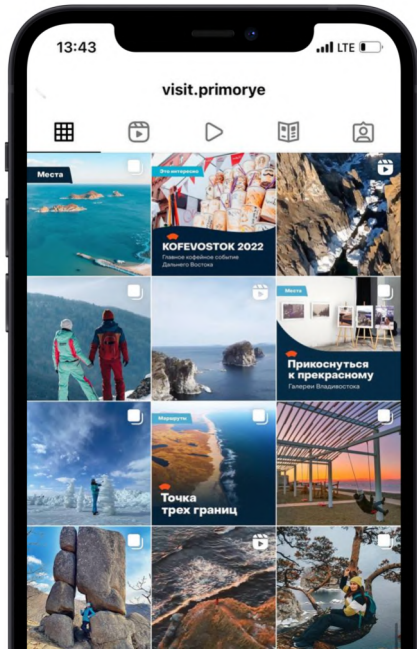 13:43
LTE
visit.primorye
Места
Это интересно
KOFEVOSTOK 2022
Главное кофейное событие
Дальнего Востока
Места
Прикоснуться
к прекрасному
Галереи Владивостока
Маршруты
Точка
трех границ